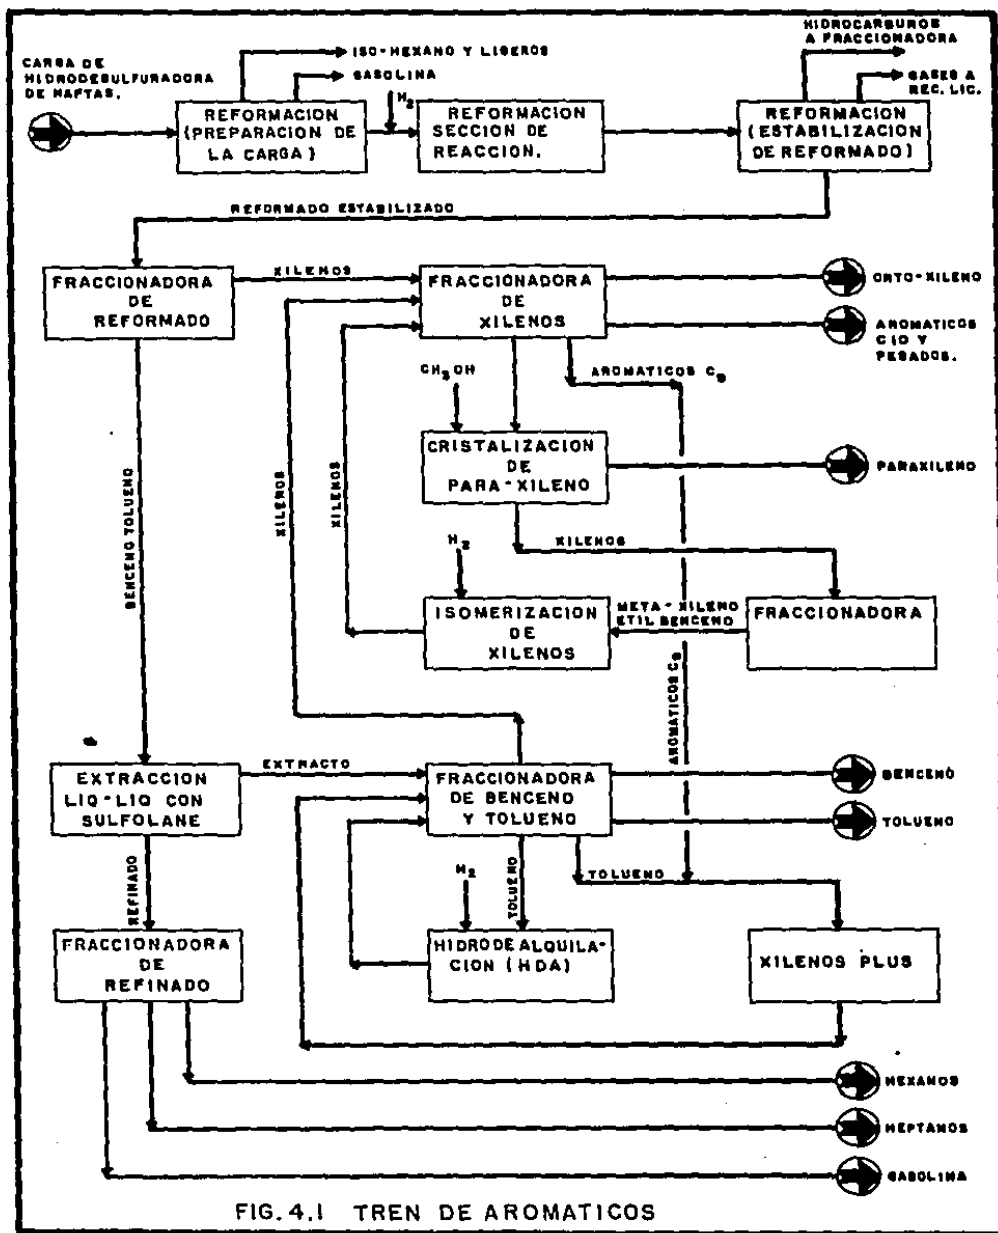 HIDROCARBUROS
A FRACCIONADORA
ISO-HEXANO Y LIGEROS
CARGA DE
HIDRODESULFURADORA
DE NAFTAS.
GASOLINA
GASES A
REC. LIC.
H2
REFORMACION
(PREPARACION DE
LA CARGA)
REFORMACION
SECCION DE
REACCION.
REFORMACION
(ESTABILIZACION
DE REFORMADO)
REFORMADO ESTABILIZADO
FRACCIONADORA
DE
REFORMADO
XILENOS
FRACCIONADORA
DE
XILENOS
ORTO-XILENO
AROMATICOS
C10 Y
PESADOS.
CH3OH
AROMATICOS C9
CRISTALIZACION
DE
PARA-XILENO
PARAXILENO
BENCENO TOLUENO
XILENOS
XILENOS
H2
XILENOS
ISOMERIZACION
DE
XILENOS
META-XILENO
ETIL BENCENO
FRACCIONADORA
AROMATICOS C9
EXTRACCION
LIQ-LIQ CON
SULFOLANE
EXTRACTO
FRACCIONADORA
DE BENCENO
Y TOLUENO
BENCENO
TOLUENO
REFINADO
H2
TOLUENO
TOLUENO
FRACCIONADORA
DE
REFINADO
HIDRODEALQUILA-
CION (HDA)
XILENOS PLUS
HEXANOS
HEPTANOS
GASOLINA
FIG. 4.1 TREN DE AROMATICOS